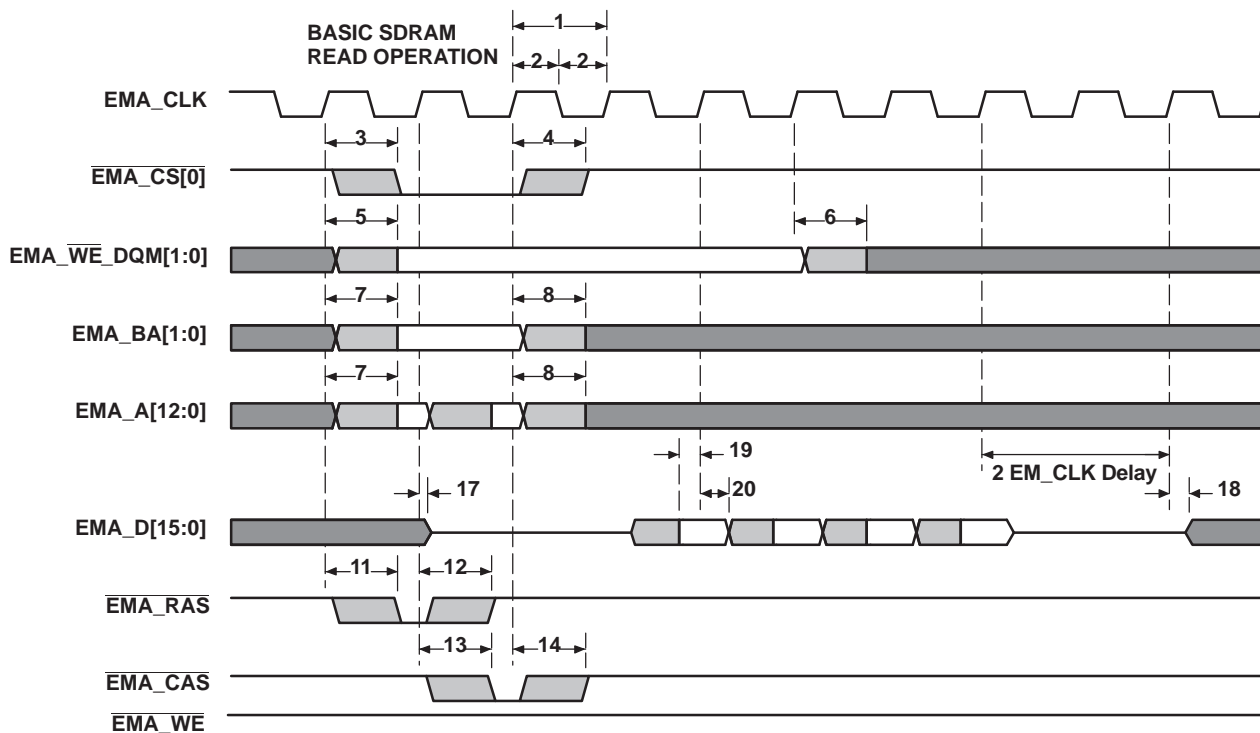 BASIC SDRAM
READ OPERATION
1
2 2
EMA_CLK
3 4
EMA_CS[0]
5 6
EMA_WE_DQM[1:0]
7 8
EMA_BA[1:0]
7 8
EMA_A[12:0]
19
2 EM_CLK Delay
17 20 18
EMA_D[15:0]
11 12
EMA_RAS
13 14
EMA_CAS
EMA_WE